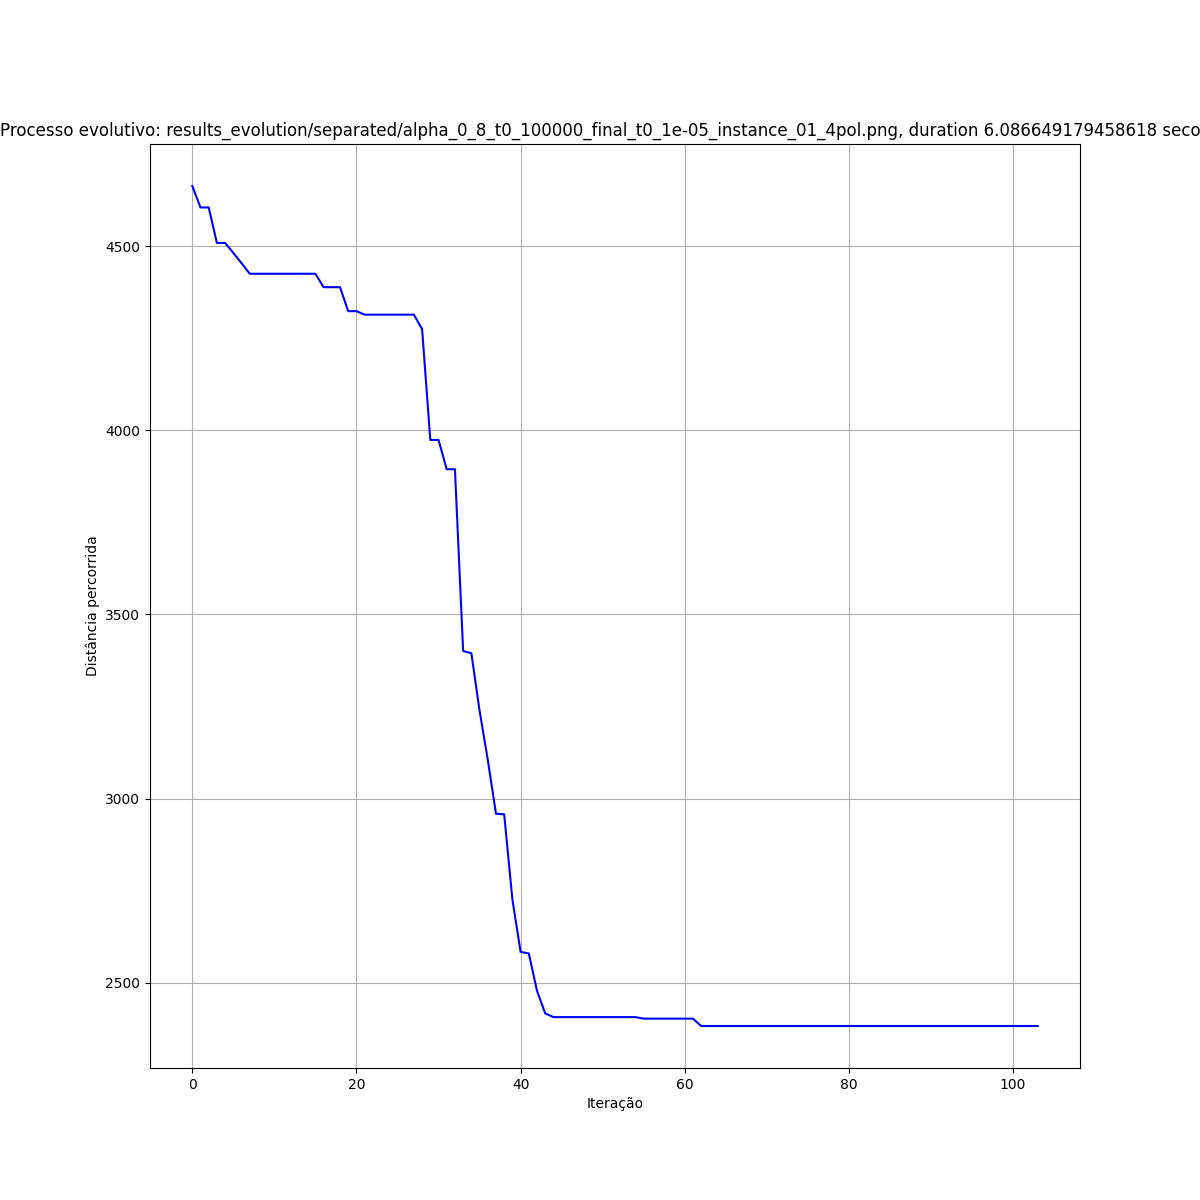 Processo evolutivo: results_evolution/separated/alpha_0_8_t0_100000_final_t0_1e-05_instance_01_4pol.png, duration 6.086649179458618 seco
4500
4000
3500
3000
2500
Distância percorrida
0 20 40 60 80 100
Iteração